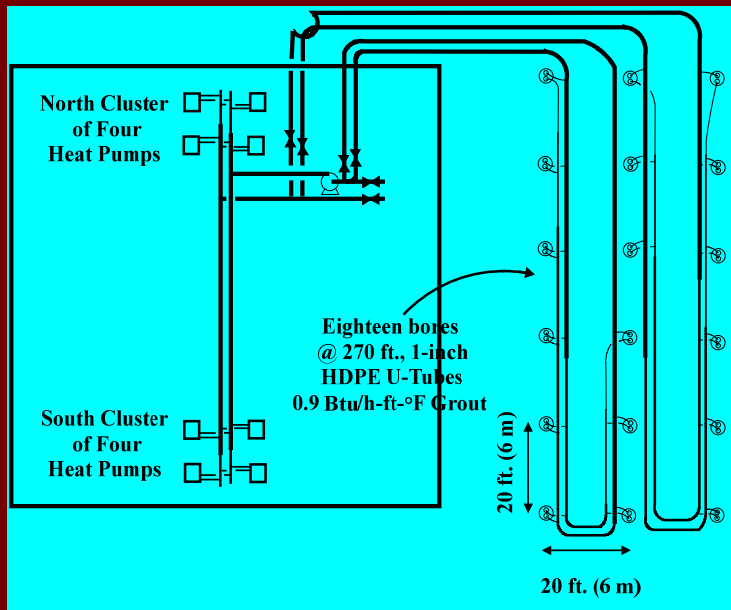 North Cluster
of Four
Heat Pumps
Eighteen bores
@ 270 ft., 1-inch
HDPE U-Tubes
0.9 Btu/h-ft-°F Grout
South Cluster
of Four
Heat Pumps
20 ft. (6 m)
20 ft. (6 m)